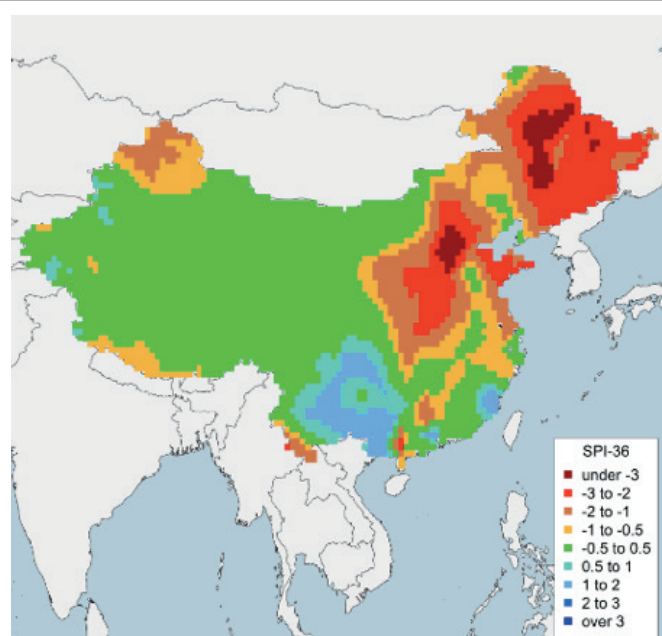 SPI-36
under -3
-3 to -2
-2 to -1
-1 to -0.5
-0.5 to 0.5
0.5 to 1
1 to 2
2 to 3
over 3